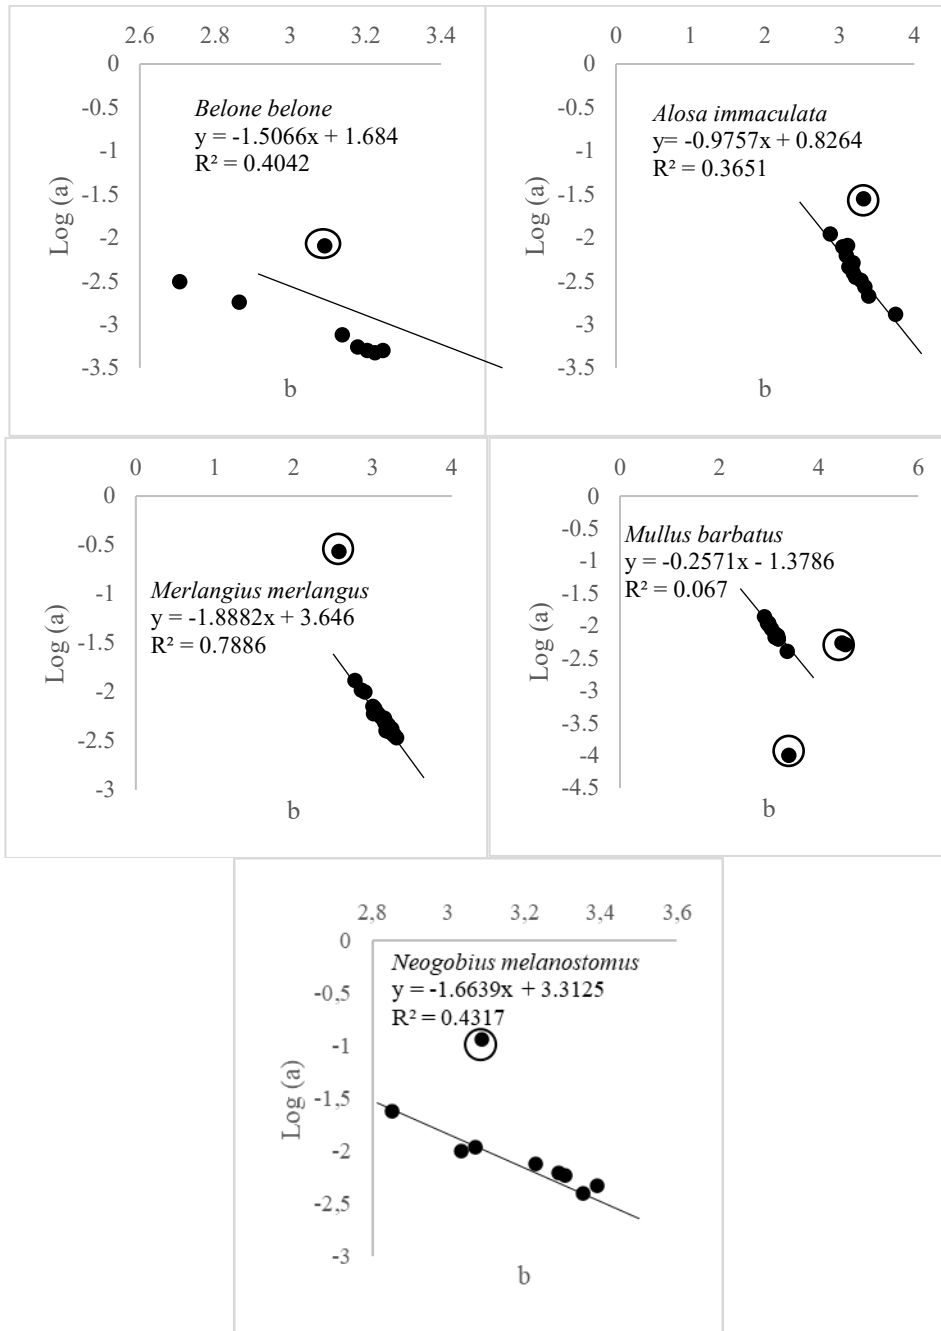 2.6 2.8 3 3.2 3.4
0
-0.5
-1
-1.5
-2
-2.5
-3
-3.5
Log (a)
Belone belone
y = -1.5066x + 1.684
R² = 0.4042
b
0 1 2 3 4
0
-0.5
-1
-1.5
-2
-2.5
-3
-3.5
Log (a)
Alosa immaculata
y= -0.9757x + 0.8264
R² = 0.3651
b
0 1 2 3 4
0
-0.5
-1
-1.5
-2
-2.5
-3
Log (a)
Merlangius merlangus
y = -1.8882x + 3.646
R² = 0.7886
b
0 2 4 6
0
-0.5
-1
-1.5
-2
-2.5
-3
-3.5
-4
-4.5
Log (a)
Mullus barbatus
y = -0.2571x - 1.3786
R² = 0.067
b
2,8 3 3,2 3,4 3,6
0
-0,5
-1
-1,5
-2
-2,5
-3
Log (a)
Neogobius melanostomus
y = -1.6639x + 3.3125
R² = 0.4317
b